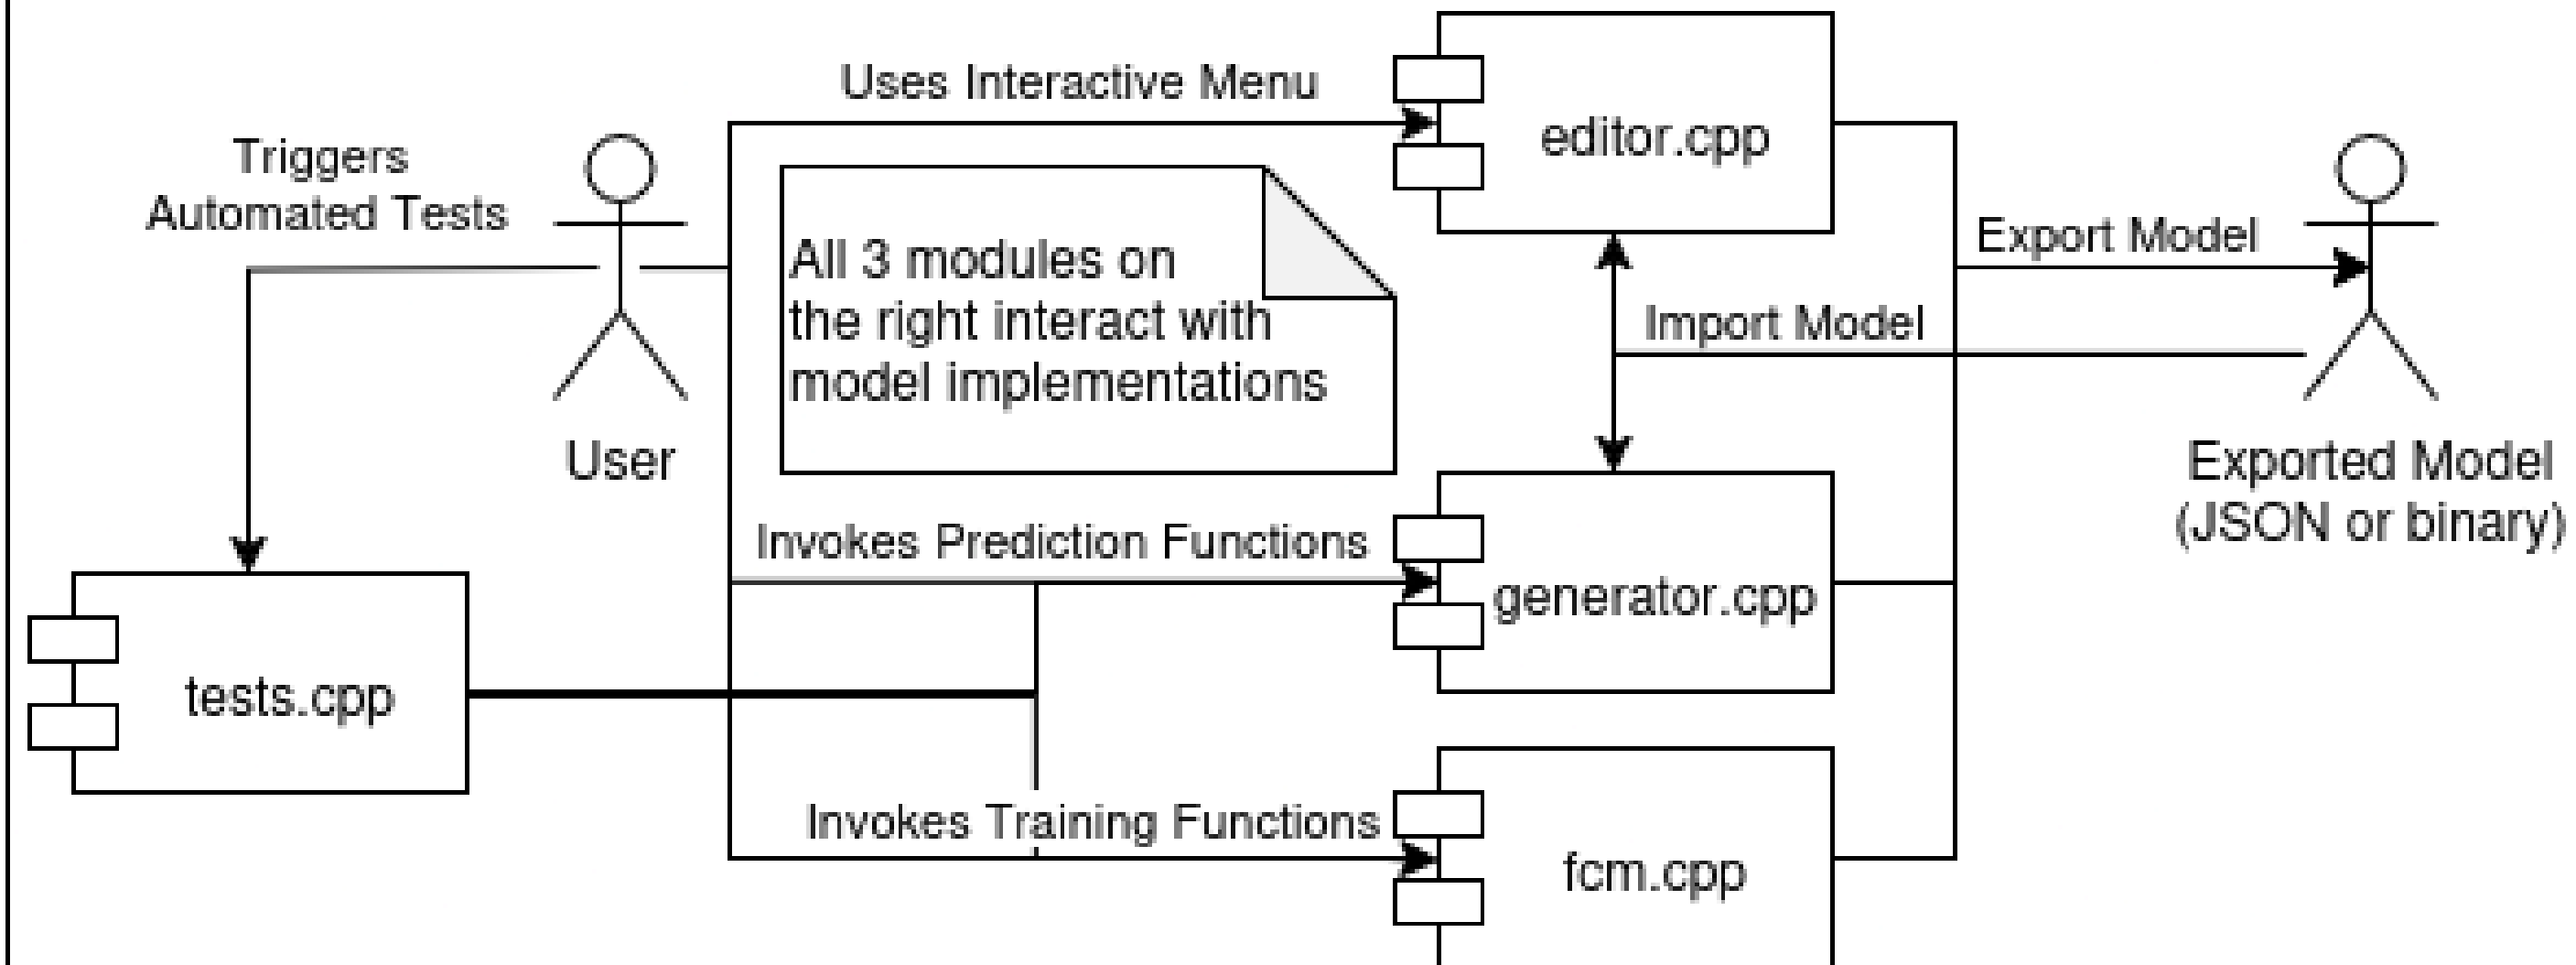 Uses Interactive Menu
editor.cpp
Triggers
Automated Tests
User
All 3 modules on
the right interact with
model implementations
Export Model
Import Model
Exported Model
(JSON or binary)
Invokes Prediction Functions
generator.cpp
tests.cpp
Invokes Training Functions
fcm.cpp